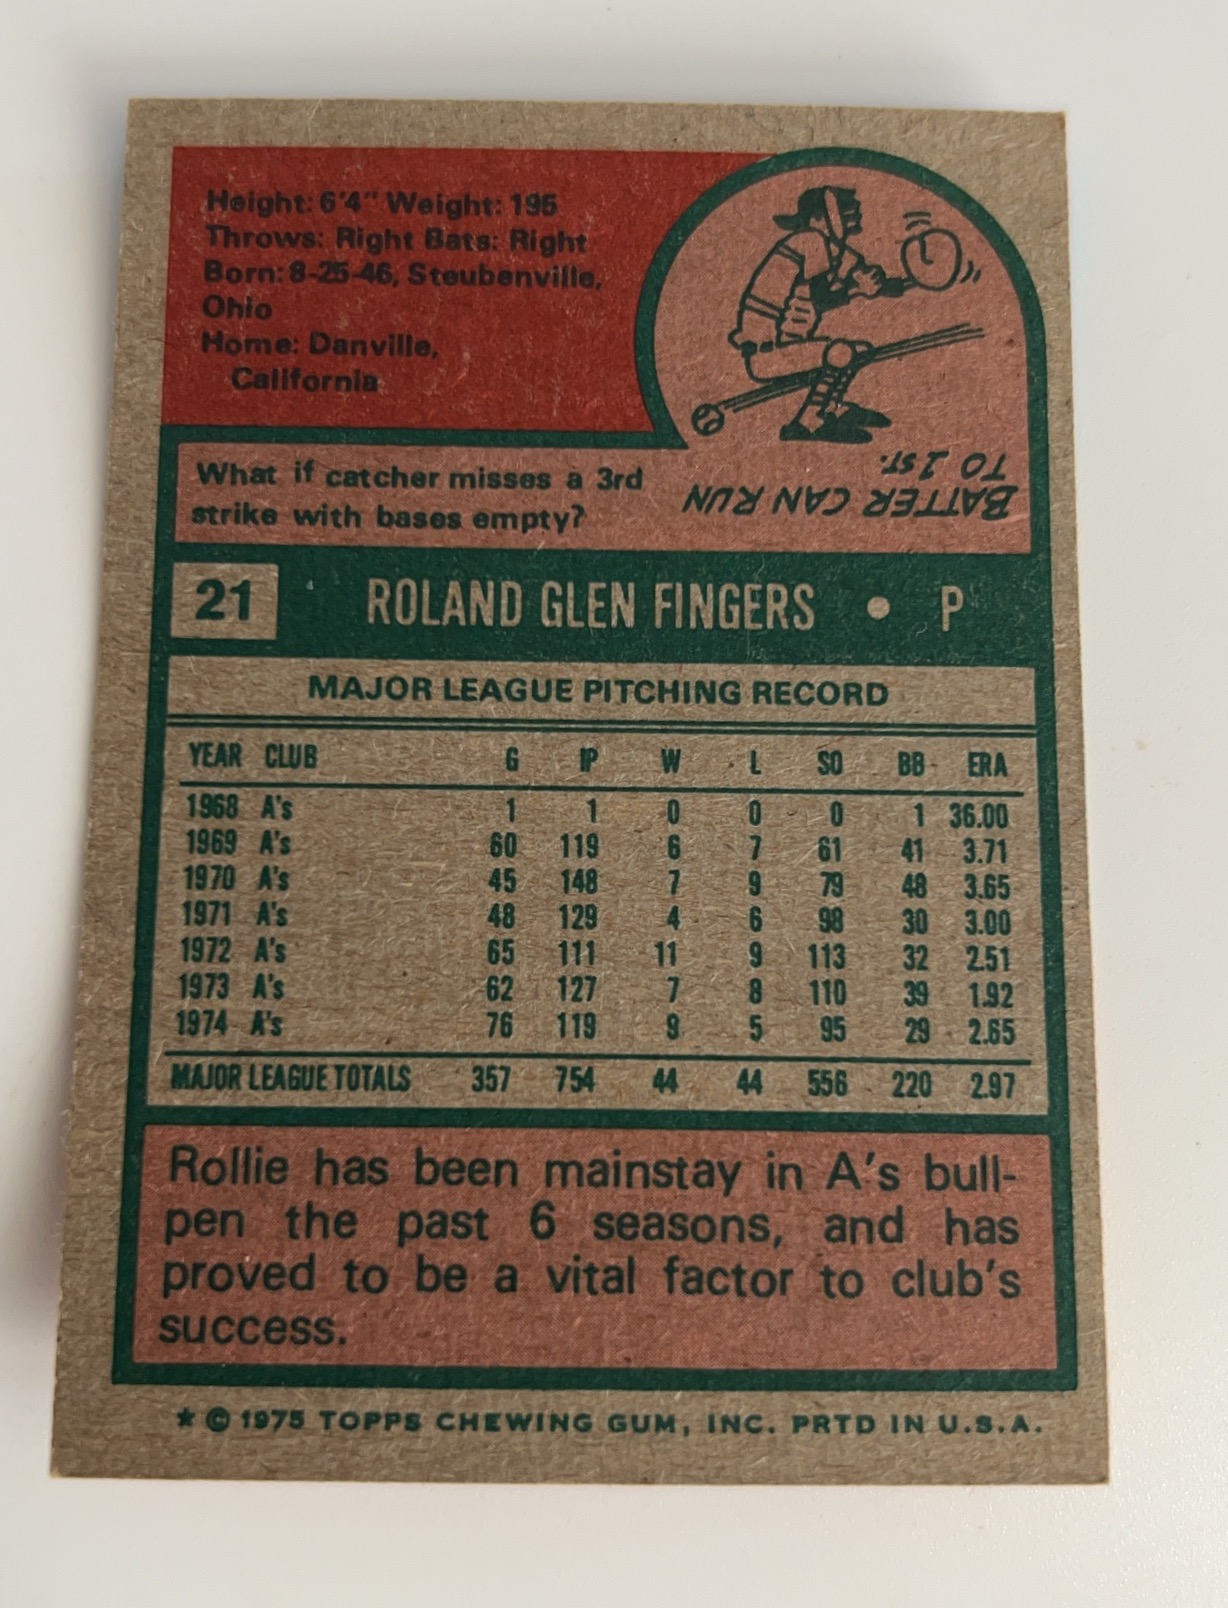 Height: 6'4" Weight: 195
Throws: Right Bats: Right
Born: 8-25-46, Steubenville,
Ohio
Home: Danville,
California
What if catcher misses a 3rd
strike with bases empty?
BATTER CAN RUN
TO 1ST.
21 ROLAND GLEN FINGERS • P
MAJOR LEAGUE PITCHING RECORD
YEAR CLUB G IP W L SO BB ERA
1968 A's 1 1 0 0 0 1 36.00
1969 A's 60 119 6 7 61 41 3.71
1970 A's 45 148 7 9 79 48 3.65
1971 A's 48 129 4 6 98 30 3.00
1972 A's 65 111 11 9 113 32 2.51
1973 A's 62 127 7 8 110 39 1.92
1974 A's 76 119 9 5 95 29 2.65
MAJOR LEAGUE TOTALS 357 754 44 44 556 220 2.97
Rollie has been mainstay in A's bull-
pen the past 6 seasons, and has
proved to be a vital factor to club's
success.
* © 1975 TOPPS CHEWING GUM, INC. PRTD IN U.S.A.